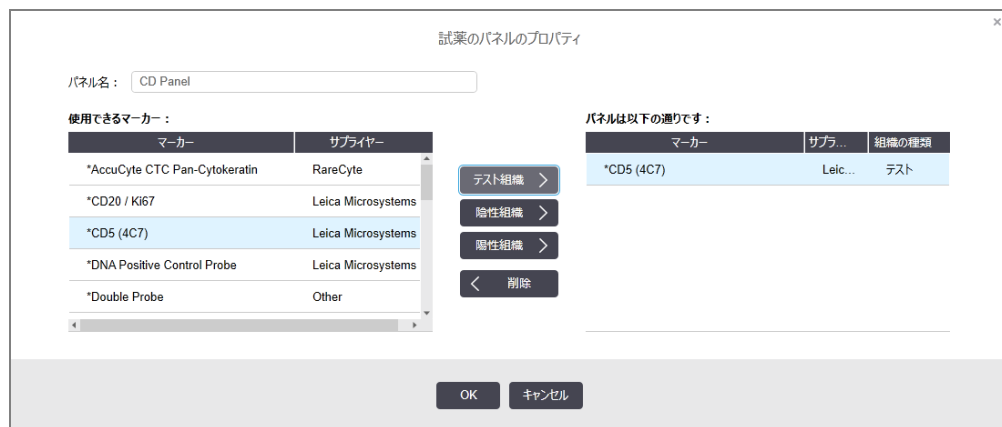 ×
試薬のパネルのプロパティ
パネル名： CD Panel
使用できるマーカー：
マーカー サプライヤー
*AccuCyte CTC Pan-Cytokeratin RareCyte
*CD20 / Ki67 Leica Microsystems
*CD5 (4C7) Leica Microsystems
*DNA Positive Control Probe Leica Microsystems
*Double Probe Other
テスト組織
陰性組織
陽性組織
削除
パネルは以下の通りです：
マーカー サプラ... 組織の種類
*CD5 (4C7) Leic... テスト
OK キャンセル